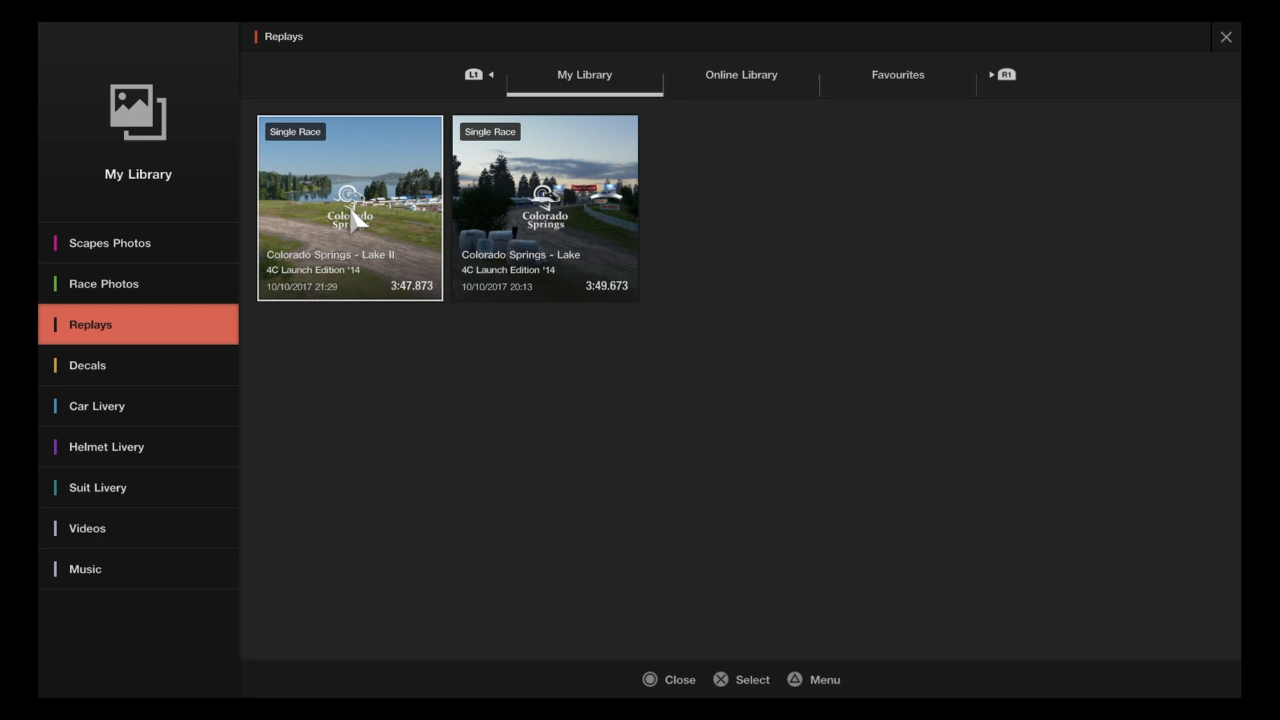 Replays
L1
My Library
Online Library
Favourites
R1
My Library
Scapes Photos
Race Photos
Replays
Decals
Car Livery
Helmet Livery
Suit Livery
Videos
Music
Single Race
Colorado Springs - Lake II
4C Launch Edition '14
10/10/2017 21:29
3:47.873
Single Race
Colorado
Springs
Colorado Springs - Lake
4C Launch Edition '14
10/10/2017 20:13
3:49.673
Close
Select
Menu